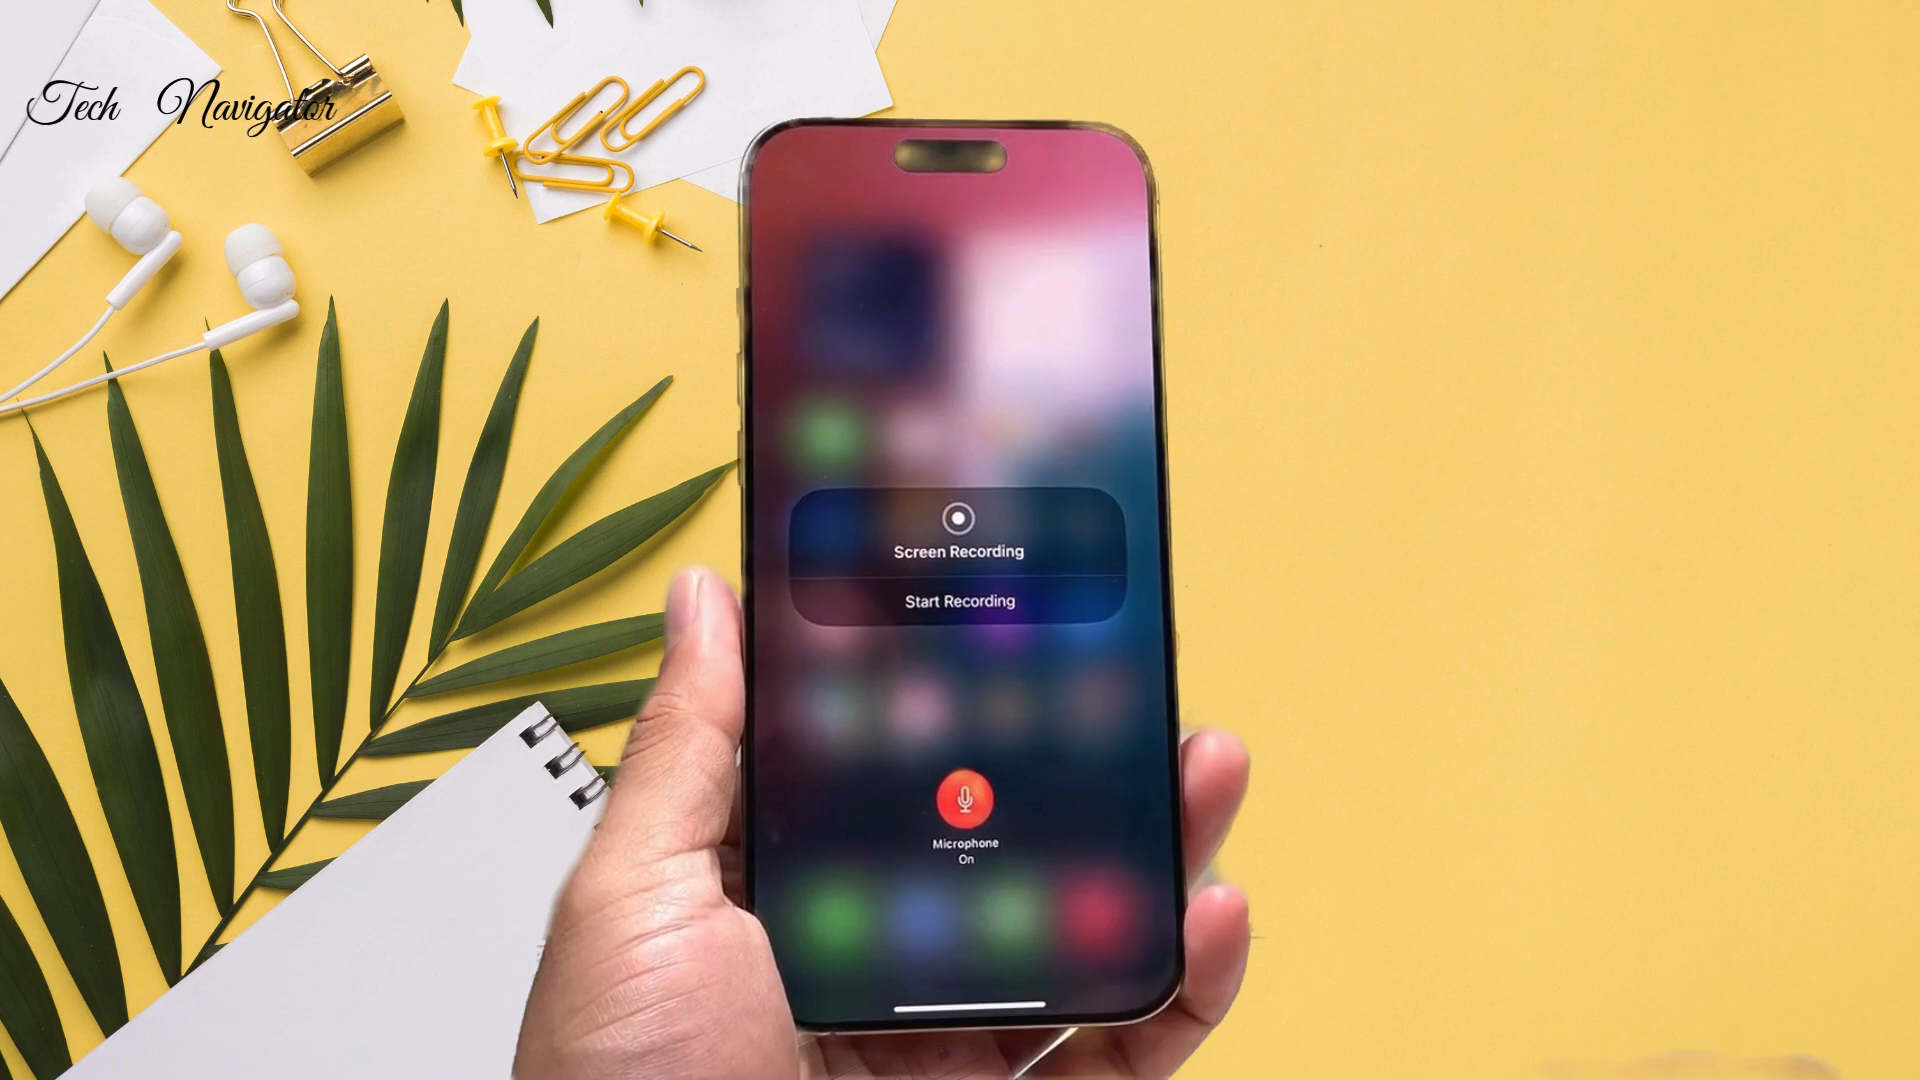 Tech Navigator
Screen Recording
Start Recording
Microphone
On